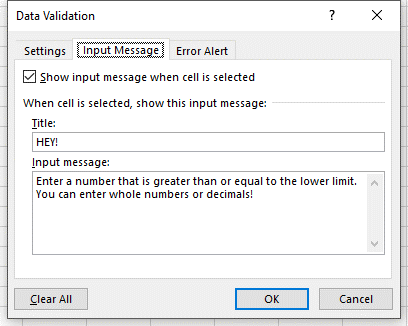 Data Validation
?
Settings
Input Message
Error Alert
Show input message when cell is selected
When cell is selected, show this input message:
Title:
HEY!
Input message:
Enter a number that is greater than or equal to the lower limit.
You can enter whole numbers or decimals!
Clear All
OK
Cancel